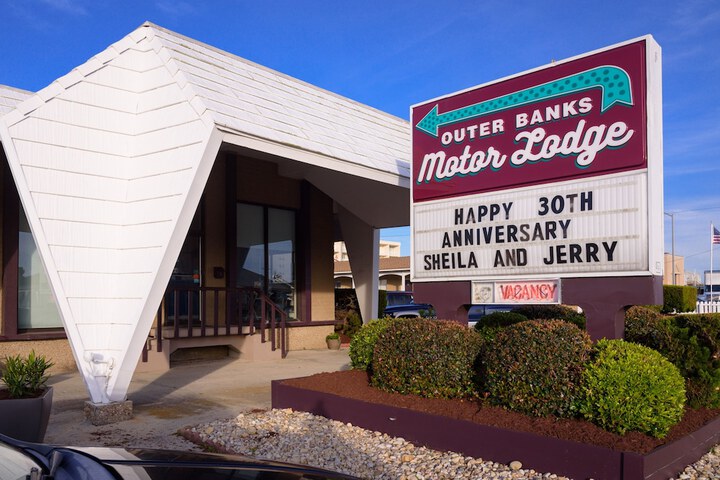 OUTER BANKS
Motor Lodge
HAPPY 30TH
ANNIVERSARY
SHEILA AND JERRY
VACANCY